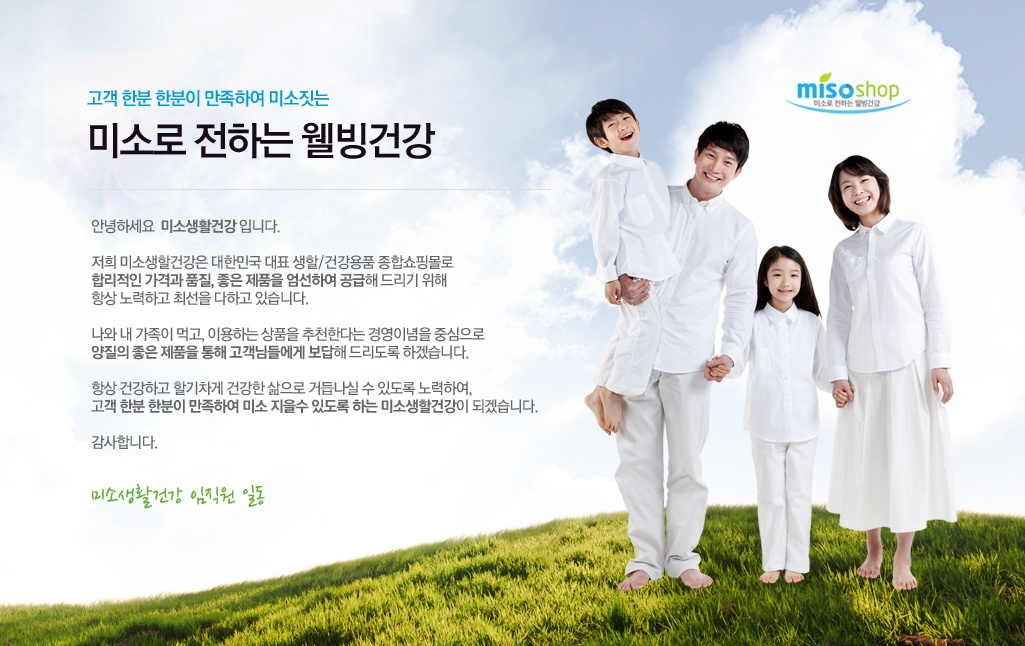 고객 한분 한분이 만족하여 미소짓는
미소로 전하는 웰빙건강
misoshop
미소로 전하는 웰빙건강
안녕하세요 미소생활건강 입니다.
저희 미소생활건강은 대한민국 대표 생활/건강용품 종합쇼핑몰로
합리적인 가격과 품질, 좋은 제품을 엄선하여 공급해 드리기 위해
항상 노력하고 최선을 다하고 있습니다.
나와 내 가족이 먹고, 이용하는 상품을 추천한다는 경영이념을 중심으로
양질의 좋은 제품을 통해 고객님들에게 보답해 드리도록 하겠습니다.
항상 건강하고 할기차게 건강한 삶으로 거듭나실 수 있도록 노력하여,
고객 한분 한분이 만족하여 미소 지을수 있도록 하는 미소생활건강이 되겠습니다.
감사합니다.
미소생활건강 임직원 일동